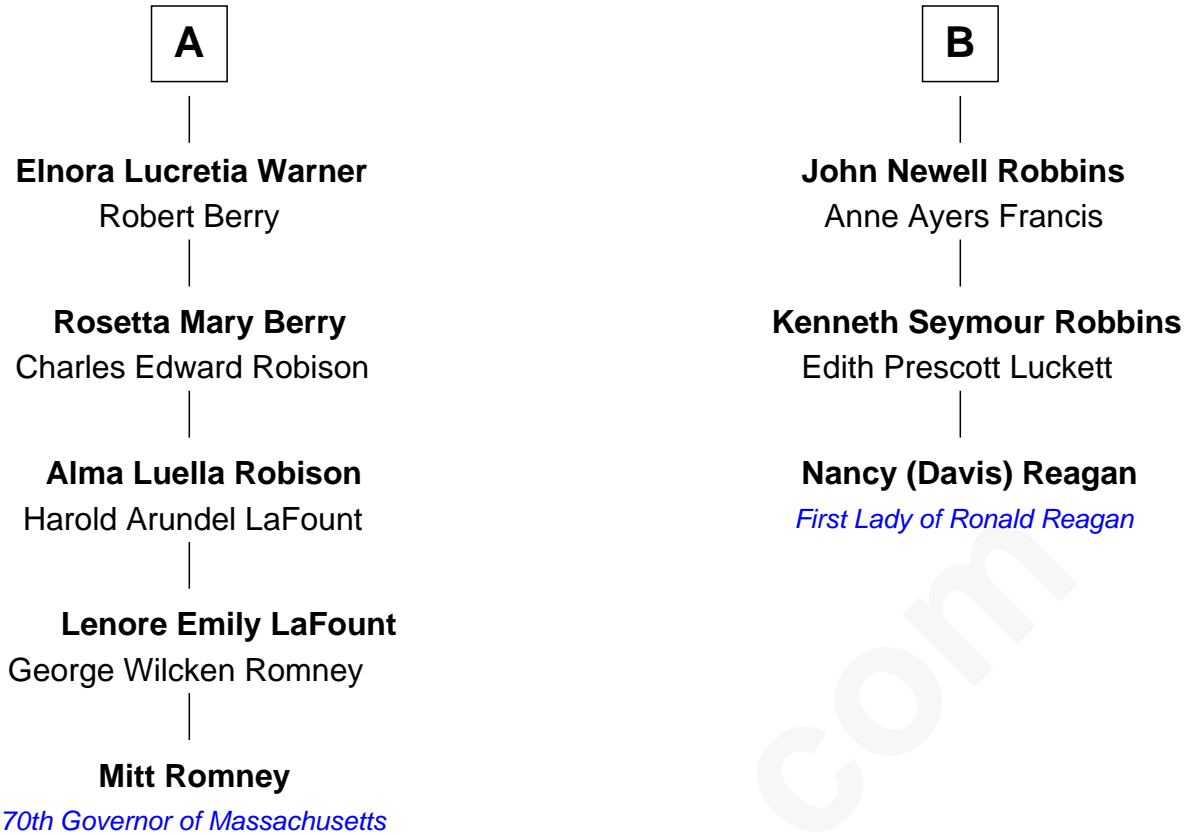 A
Elnora Lucretia Warner
Robert Berry
Rosetta Mary Berry
Charles Edward Robison
Alma Luella Robison
Harold Arundel LaFount
Lenore Emily LaFount
George Wilcken Romney
Mitt Romney
70th Governor of Massachusetts
B
John Newell Robbins
Anne Ayers Francis
Kenneth Seymour Robbins
Edith Prescott Luckett
Nancy (Davis) Reagan
First Lady of Ronald Reagan
com